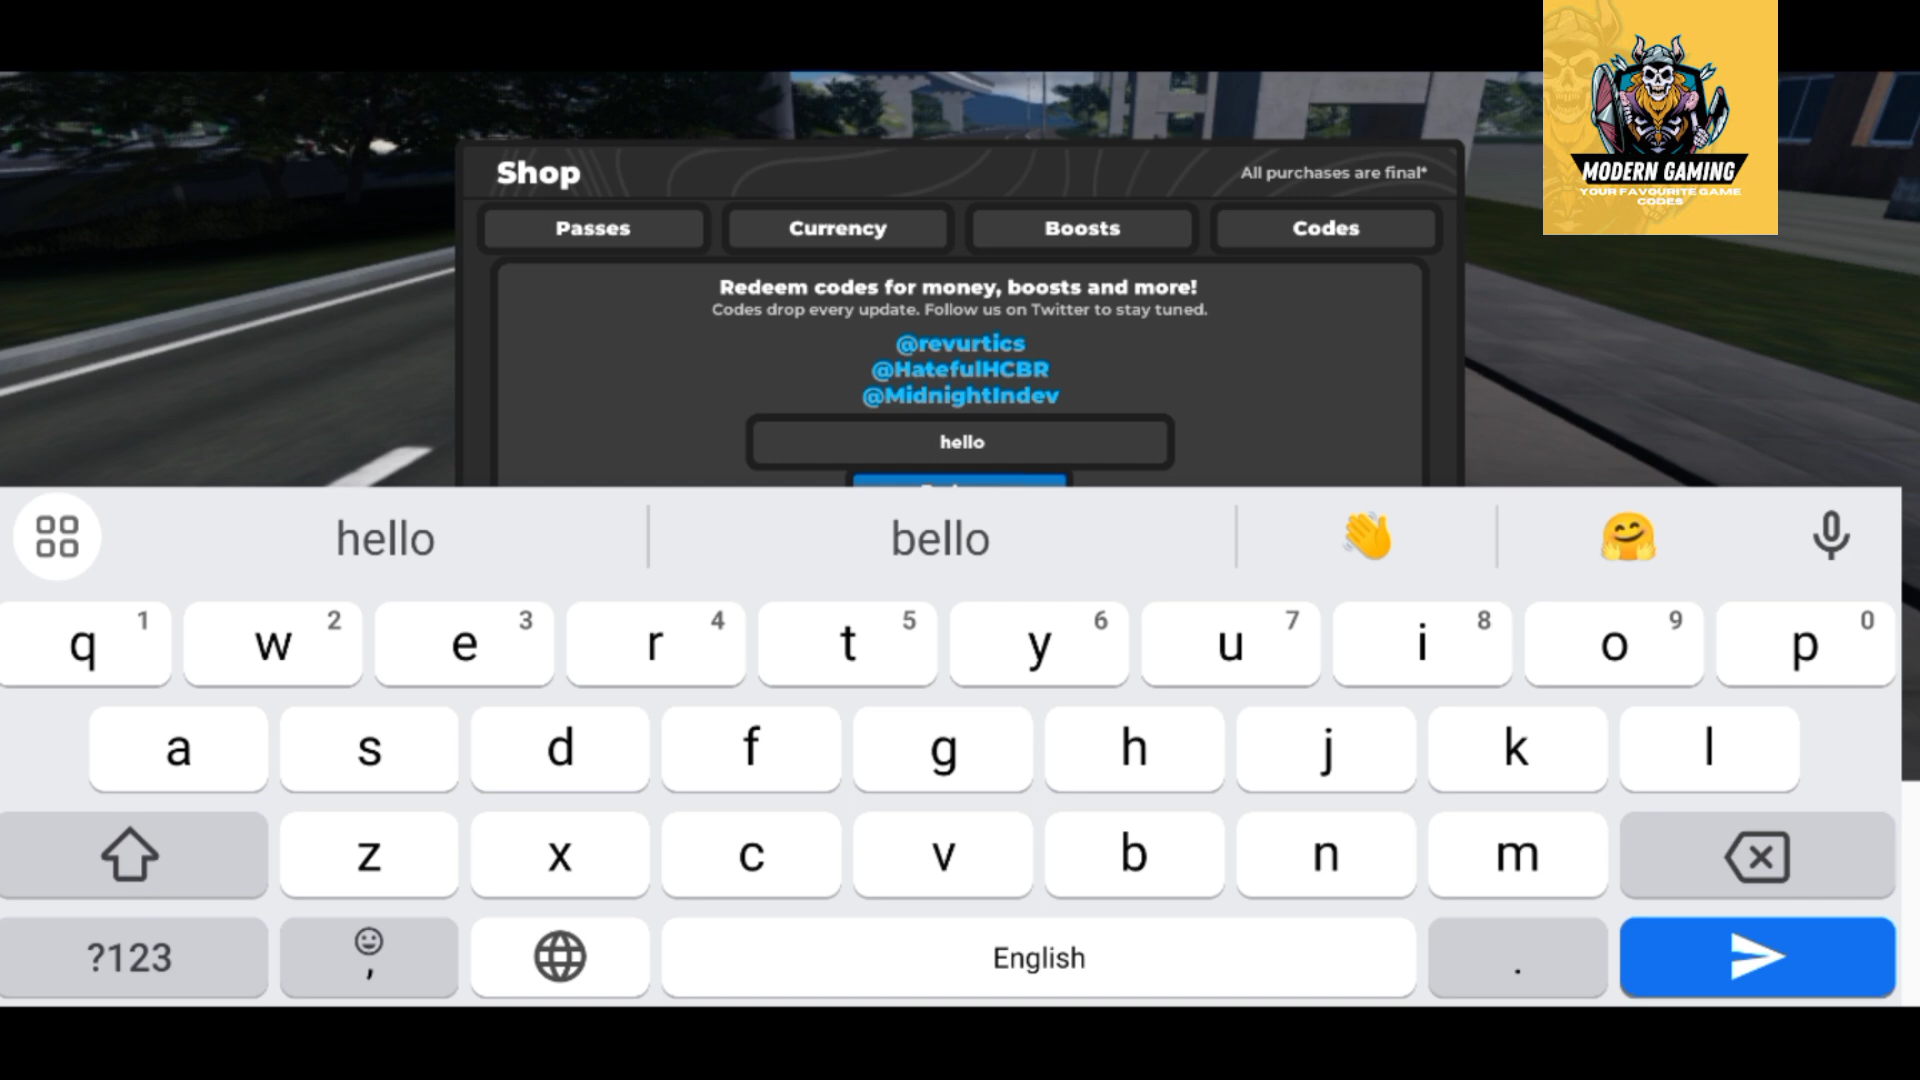 Shop
All purchases are final*
Passes
Currency
Boosts
Codes
Redeem codes for money, boosts and more!
Codes drop every update. Follow us on Twitter to stay tuned.
@revurtics
@HatefulHCBR
@MidnightIndev
hello
MODERN GAMING
YOUR FAVOURITE GAME
CODES
hello
bello
q 1 w 2 e 3 r 4 t 5 y 6 u 7 i 8 o 9 p 0
a s d f g h j k l
z x c v b n m
?123 , English .